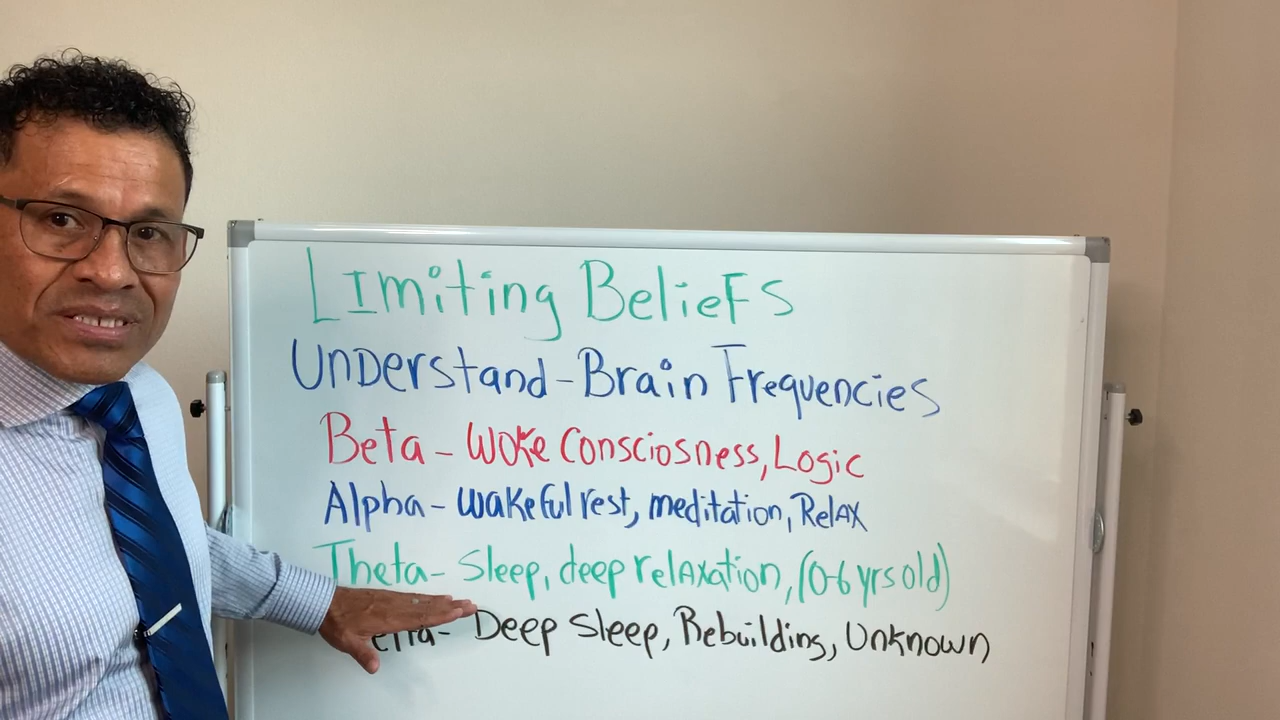 Limiting Beliefs
Understand - Brain Frequencies
Beta - Woke Consciosness, Logic
Alpha - Wakeful rest, meditation, Relax
Theta - Sleep, deep relaxation, (0-6 yrs old)
Deep Sleep, Rebuilding, Unknown